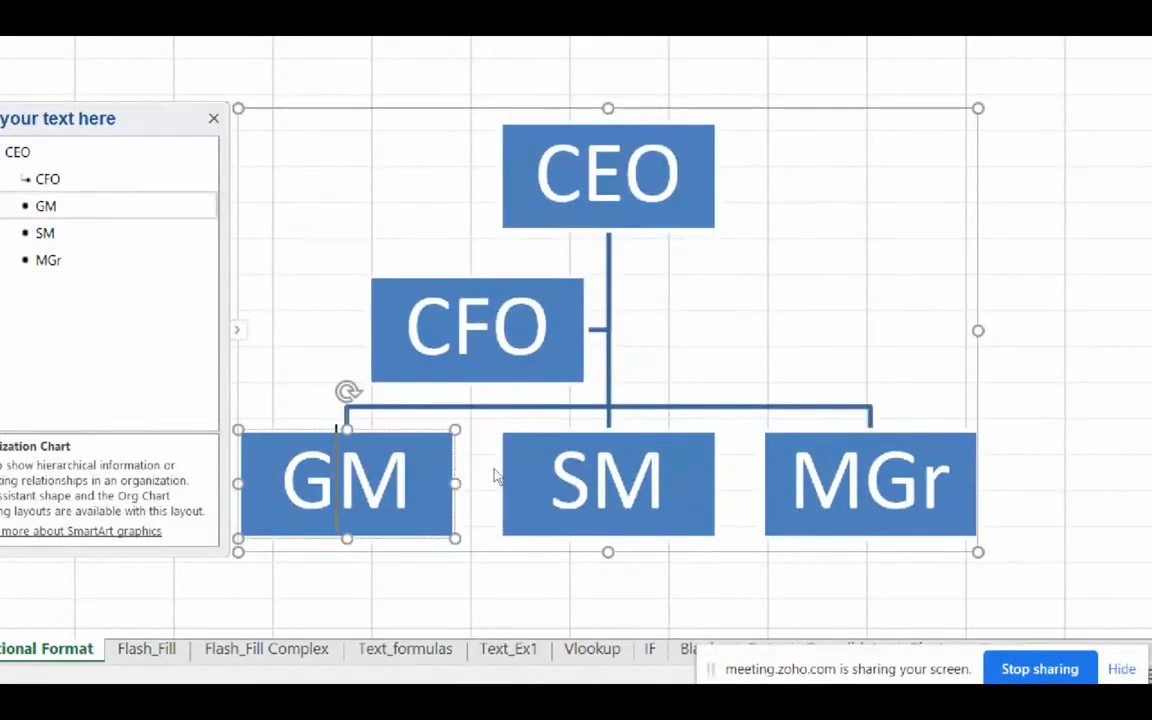 your text here
CEO
CFO
GM
SM
MGr
ization Chart
show hierarchical information or
ting relationships in an organization.
ssistant shape and the Org Chart
ng layouts are available with this layout.
more about SmartArt graphics
CEO
CFO
GM
SM
MGr
tional Format
Flash_Fill
Flash_Fill Complex
Text_formulas
Text_Ex1
Vlookup
IF
meeting.zoho.com is sharing your screen.
Stop sharing
Hide